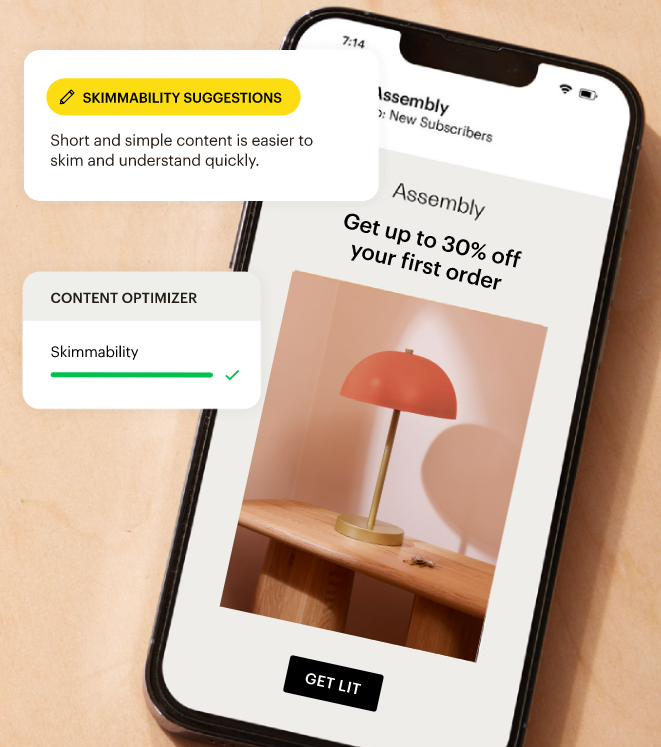 SKIMMABILITY SUGGESTIONS
Short and simple content is easier to
skim and understand quickly.
CONTENT OPTIMIZER
Skimmability
7:14
Assembly
: New Subscribers
Assembly
Get up to 30% off
your first order
GET LIT